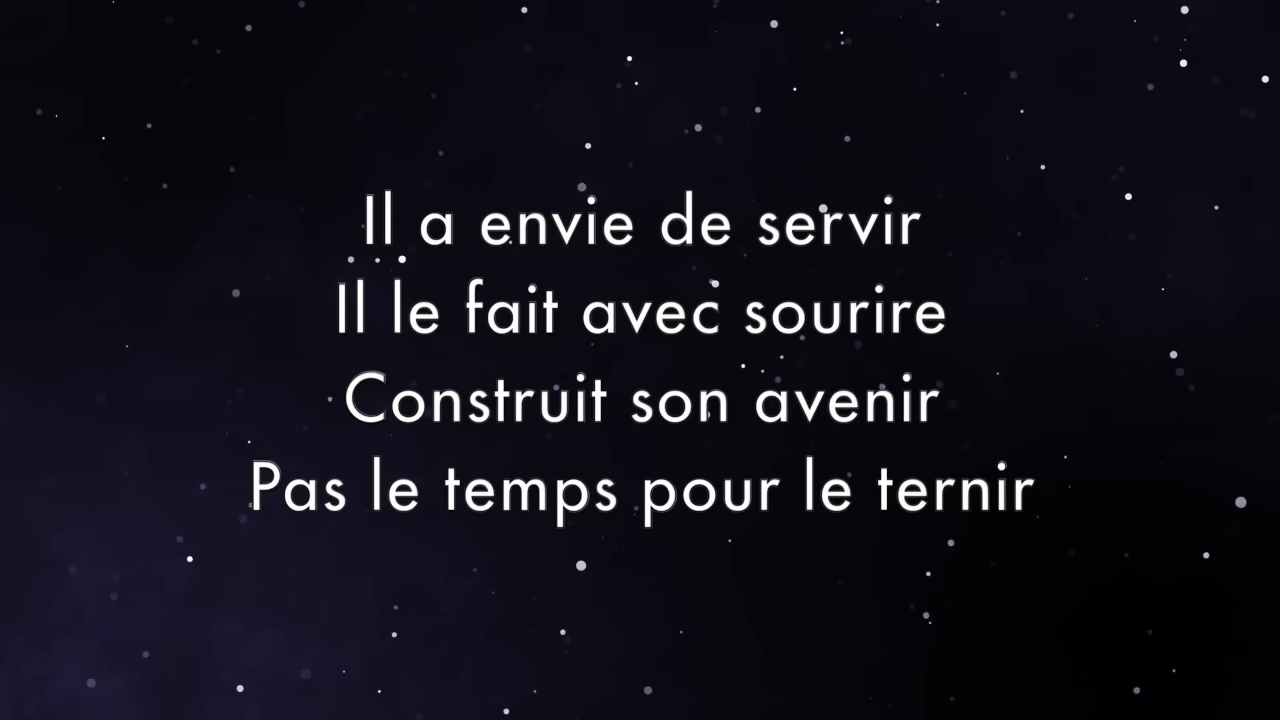 Il a envie de servir
Il le fait avec sourire
Construit son avenir
Pas le temps pour le ternir